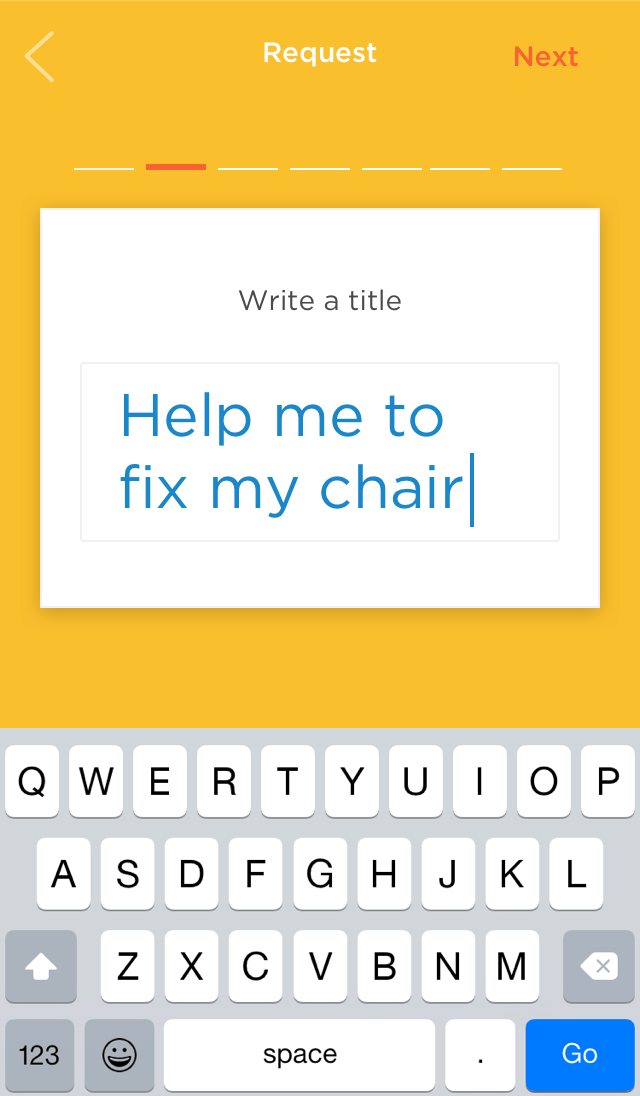 Request
Next
Write a title
Help me to
fix my chair
Q W E R T Y U I O P
A S D F G H J K L
Z X C V B N M
123 space . Go